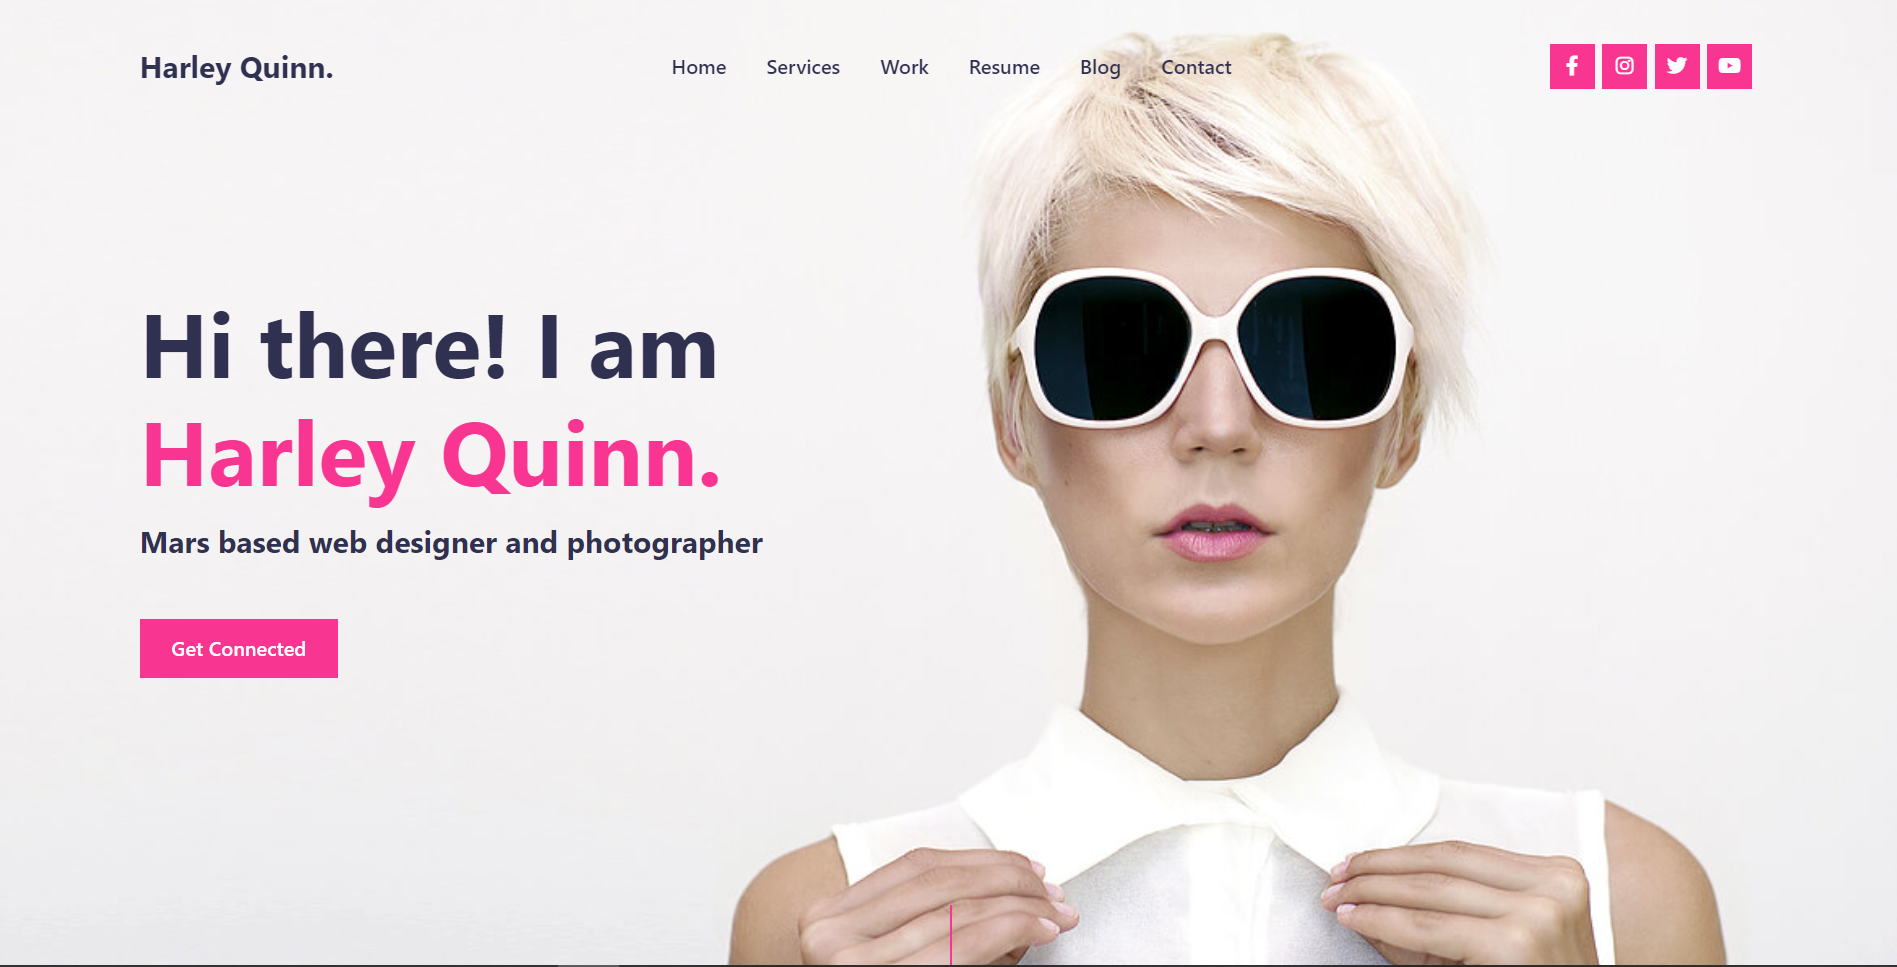 Harley Quinn.
Home Services Work Resume Blog Contact
Hi there! I am
Harley Quinn.
Mars based web designer and photographer
Get Connected